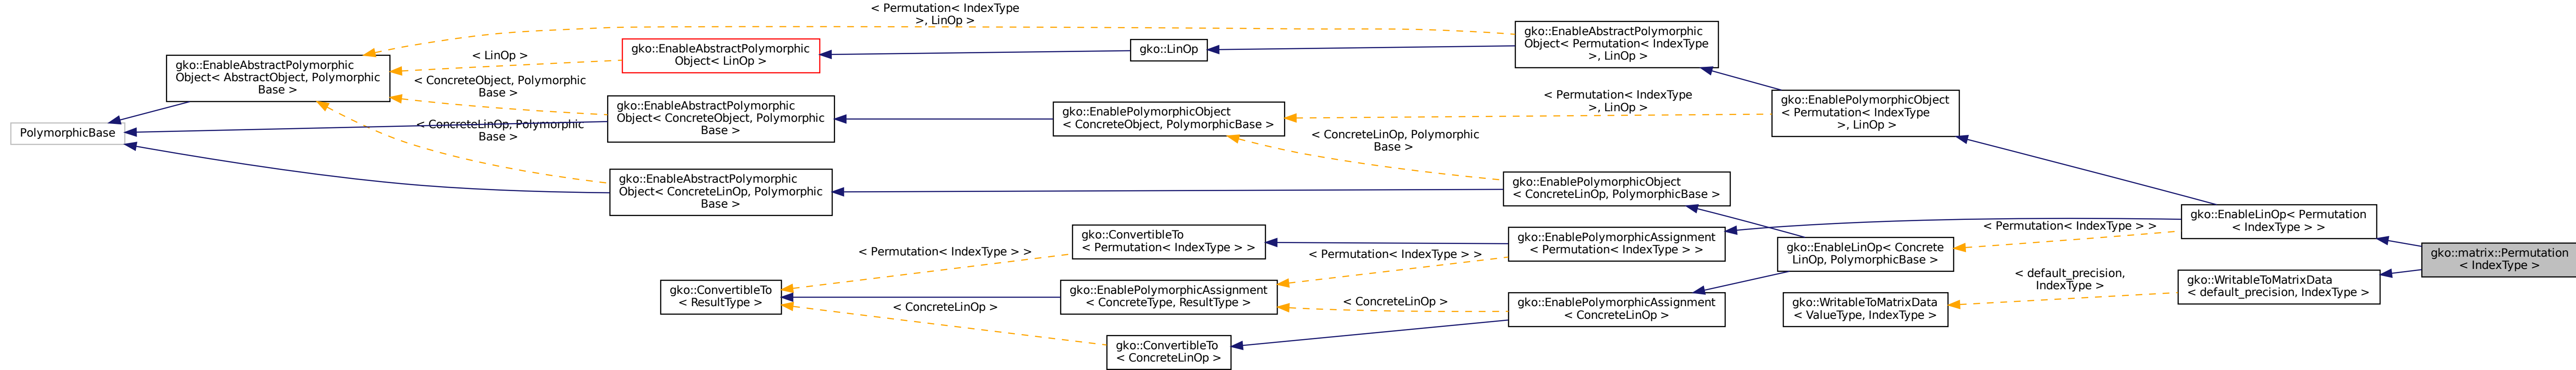 < Permutation< IndexType
>, LinOp >
gko::EnableAbstractPolymorphic
Object< Permutation< IndexType
>, LinOp >
gko::EnableAbstractPolymorphic
Object< LinOp >
gko::LinOp
< LinOp >
gko::EnableAbstractPolymorphic
Object< AbstractObject, Polymorphic
Base >
< ConcreteObject, Polymorphic
Base >
< Permutation< IndexType
>, LinOp >
gko::EnablePolymorphicObject
< Permutation< IndexType
>, LinOp >
gko::EnableAbstractPolymorphic
Object< ConcreteObject, Polymorphic
Base >
gko::EnablePolymorphicObject
< ConcreteObject, PolymorphicBase >
PolymorphicBase
< ConcreteLinOp, Polymorphic
Base >
< ConcreteLinOp, Polymorphic
Base >
gko::EnableAbstractPolymorphic
Object< ConcreteLinOp, Polymorphic
Base >
gko::EnablePolymorphicObject
< ConcreteLinOp, PolymorphicBase >
gko::EnableLinOp< Permutation
< IndexType > >
< Permutation< IndexType > >
gko::ConvertibleTo
< Permutation< IndexType > >
gko::EnablePolymorphicAssignment
< Permutation< IndexType > >
gko::EnableLinOp< Concrete
LinOp, PolymorphicBase >
gko::matrix::Permutation
< IndexType >
< Permutation< IndexType > >
< Permutation< IndexType > >
< default_precision,
IndexType >
gko::WritableToMatrixData
< default_precision, IndexType >
gko::ConvertibleTo
< ResultType >
gko::EnablePolymorphicAssignment
< ConcreteType, ResultType >
< ConcreteLinOp >
< ConcreteLinOp >
gko::EnablePolymorphicAssignment
< ConcreteLinOp >
gko::WritableToMatrixData
< ValueType, IndexType >
gko::ConvertibleTo
< ConcreteLinOp >